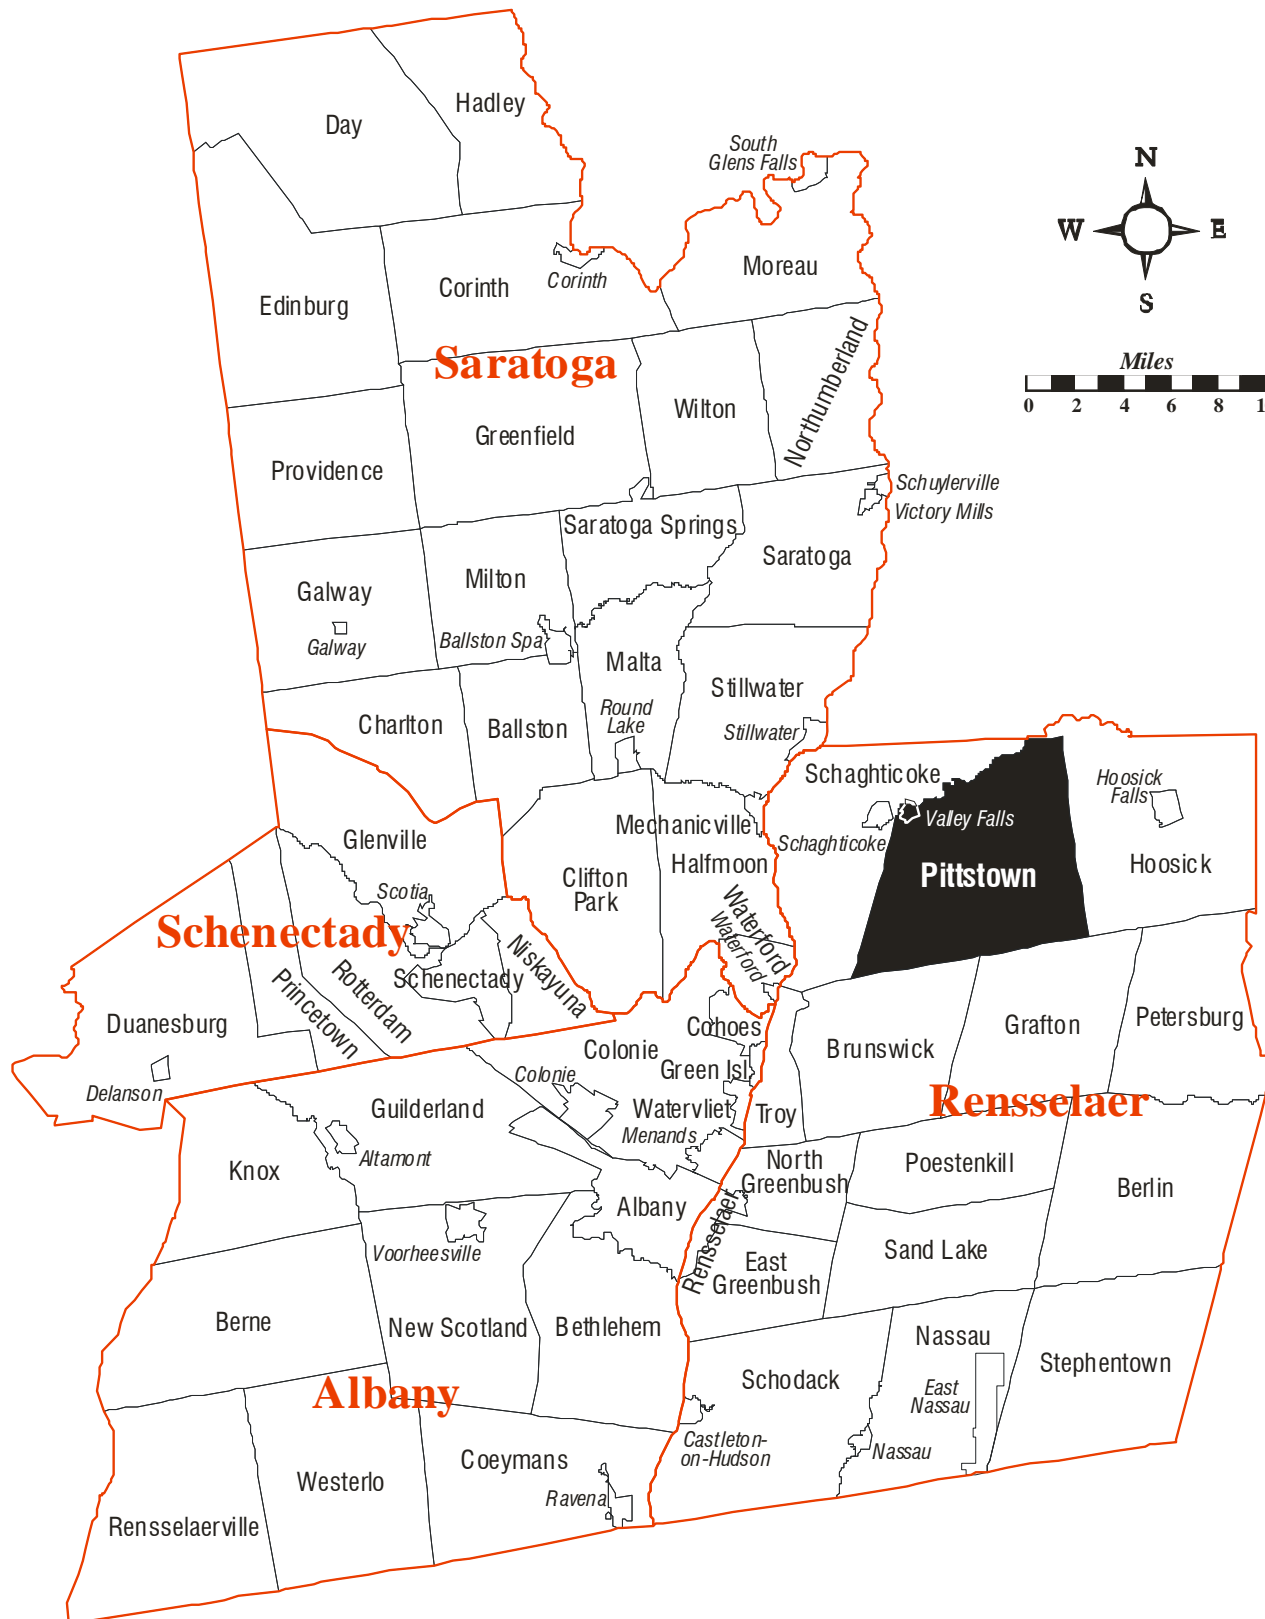 Hadley
Day
South
Glens Falls
N
W
E
S
Moreau
Corinth
Corinth
Edinburg
Saratoga
Miles
0 2 4 6 8 1
Northumberland
Wilton
Greenfield
Providence
Schuylerville
Victory Mills
Saratoga Springs
Saratoga
Milton
Galway
Galway
Ballston Spa
Malta
Stillwater
Round
Lake
Stillwater
Charlton
Ballston
Schaghticoke
Hoosick
Falls
Valley Falls
Schaghticoke
Mechanicville
Glenville
Halfmoon
Hoosick
Pittstown
Clifton
Park
Scotia
Waterford
Waterford
Schenectady
Niskayuna
Schenectady
Rotterdam
Princetown
Duanesburg
Cohoes
Colonie
Green Isl.
Brunswick
Grafton
Petersburg
Colonie
Delanson
Guilderland
Watervliet
Menands
Troy
Rensselaer
Altamont
Knox
North
Greenbush
Poestenkill
Berlin
Albany
Rensselaer
Voorheesville
East
Greenbush
Sand Lake
Berne
New Scotland
Bethlehem
Nassau
Stephentown
Schodack
East
Nassau
Albany
Castleton-
on-Hudson
Nassau
Coeymans
Westerlo
Ravena
Rensselaerville